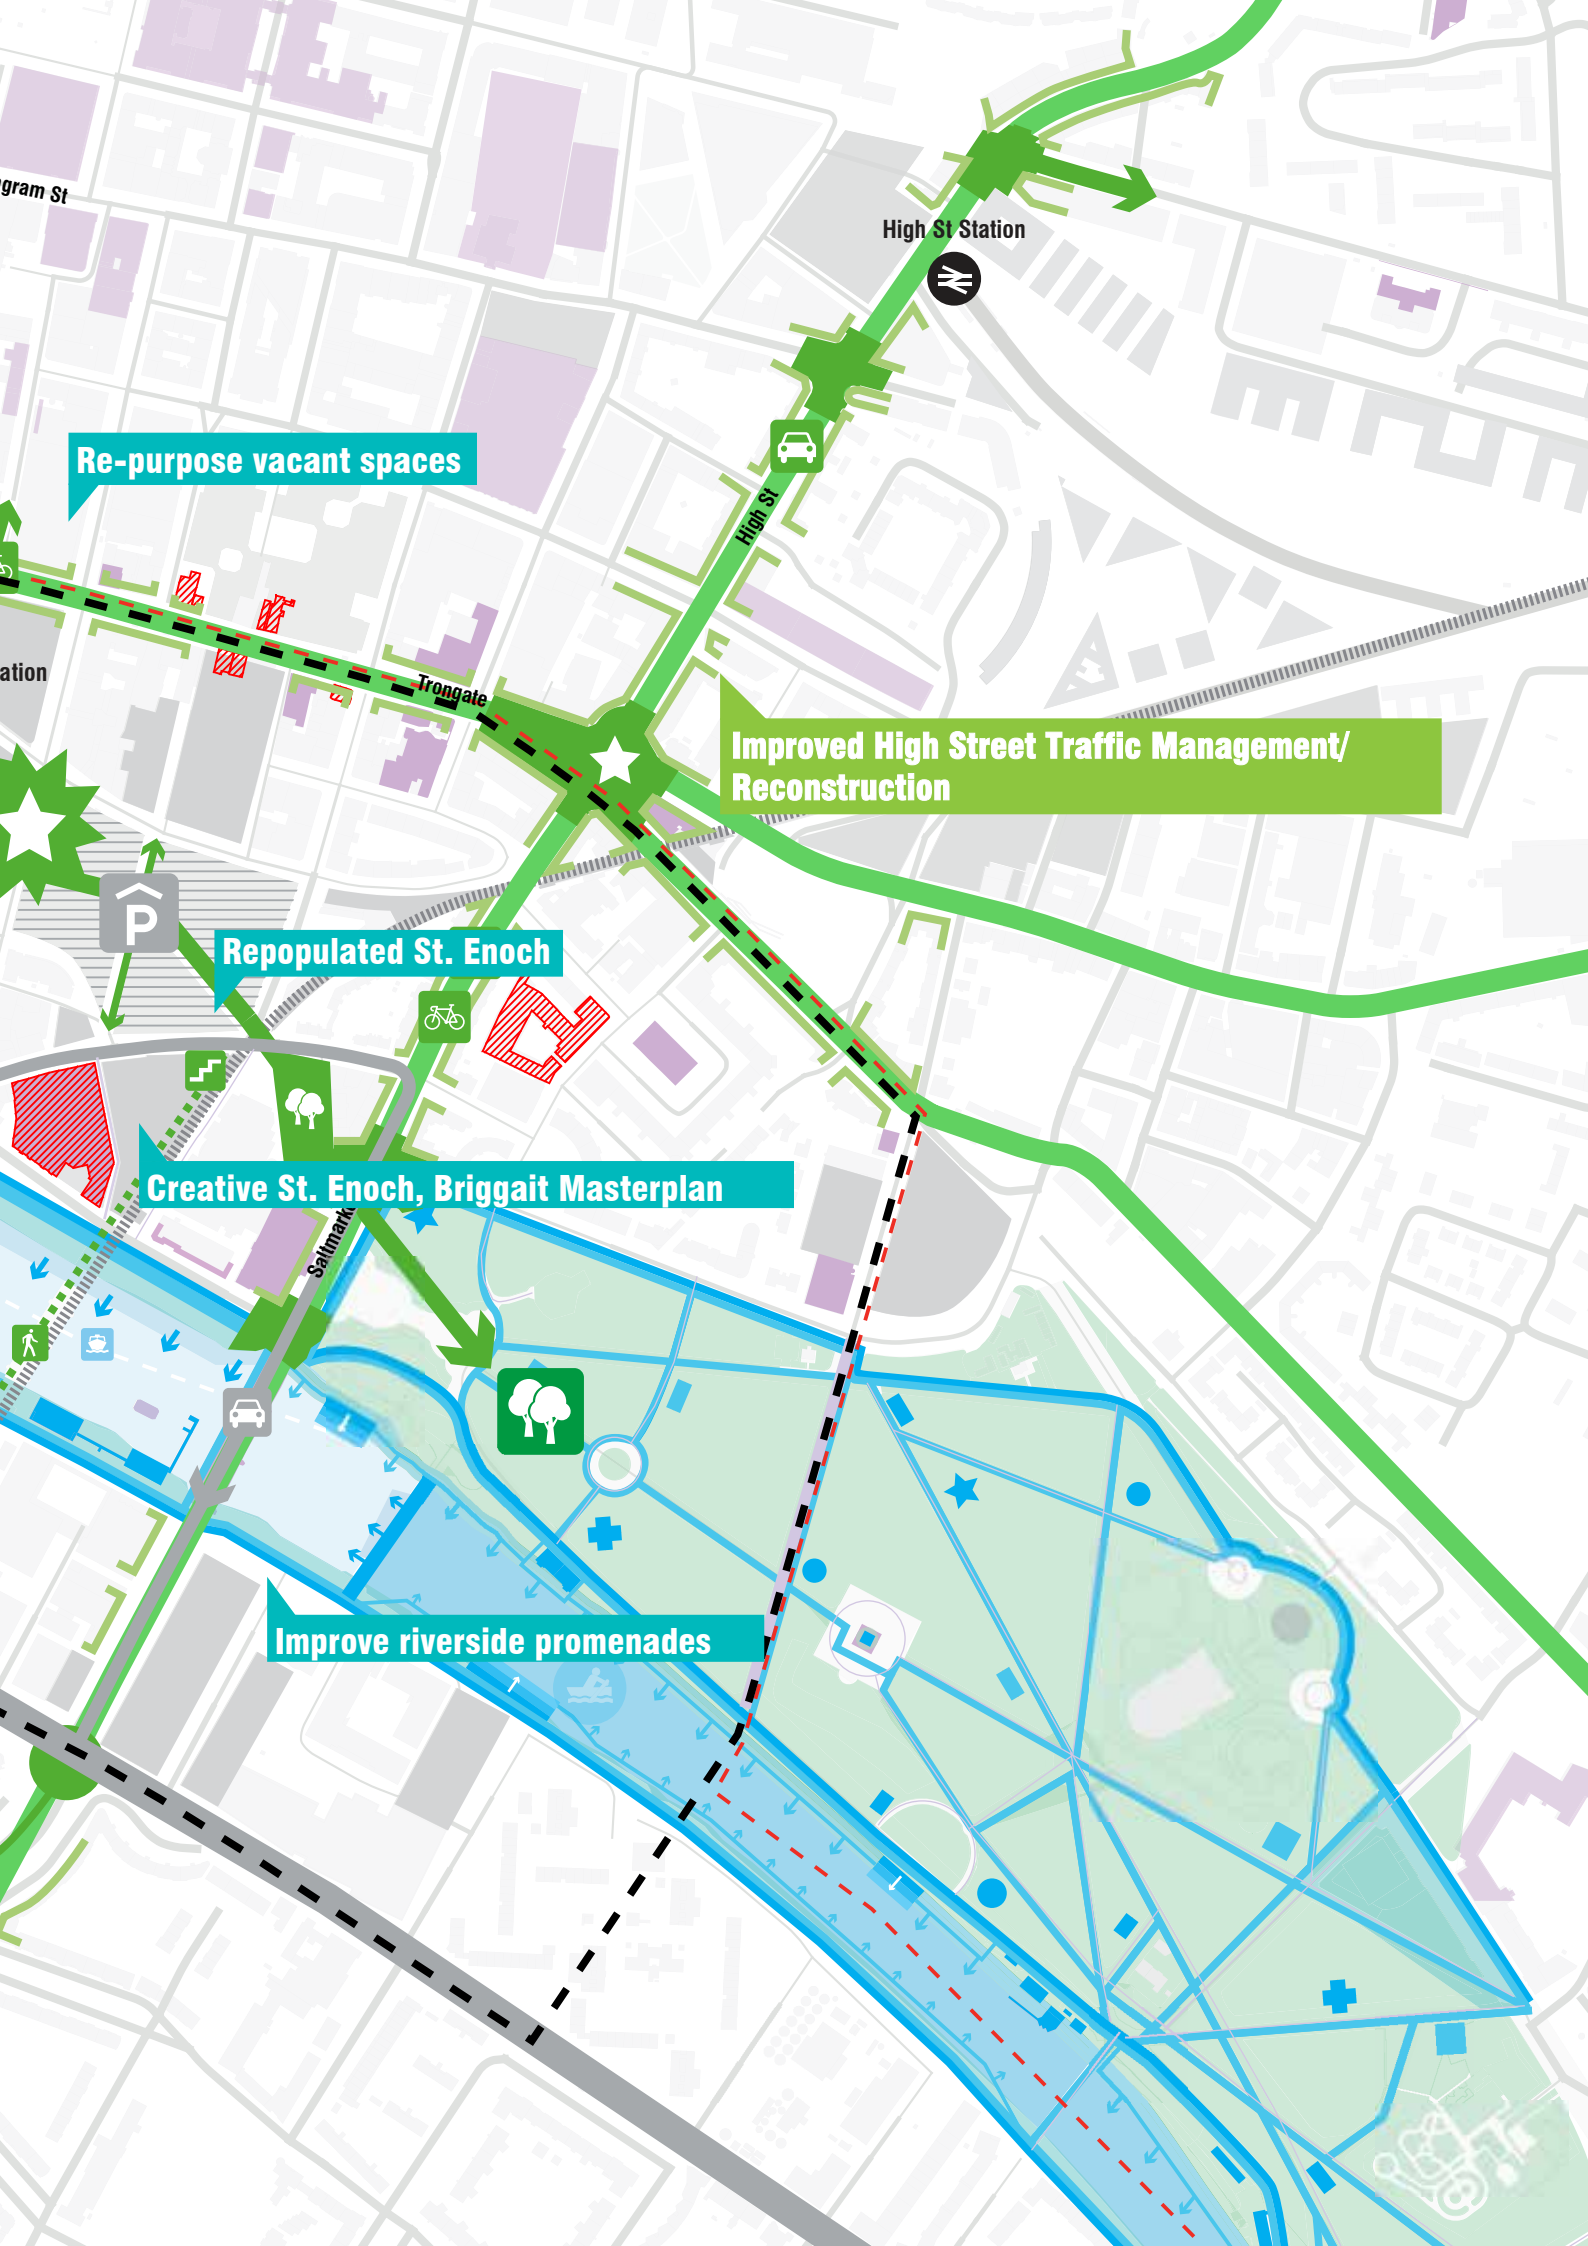 gram St
High St Station
Re-purpose vacant spaces
High St
ation
Trongate
Improved High Street Traffic Management/
Reconstruction
P
Repopulated St. Enoch
Creative St. Enoch, Briggait Masterplan
Saltmarke
Improve riverside promenades